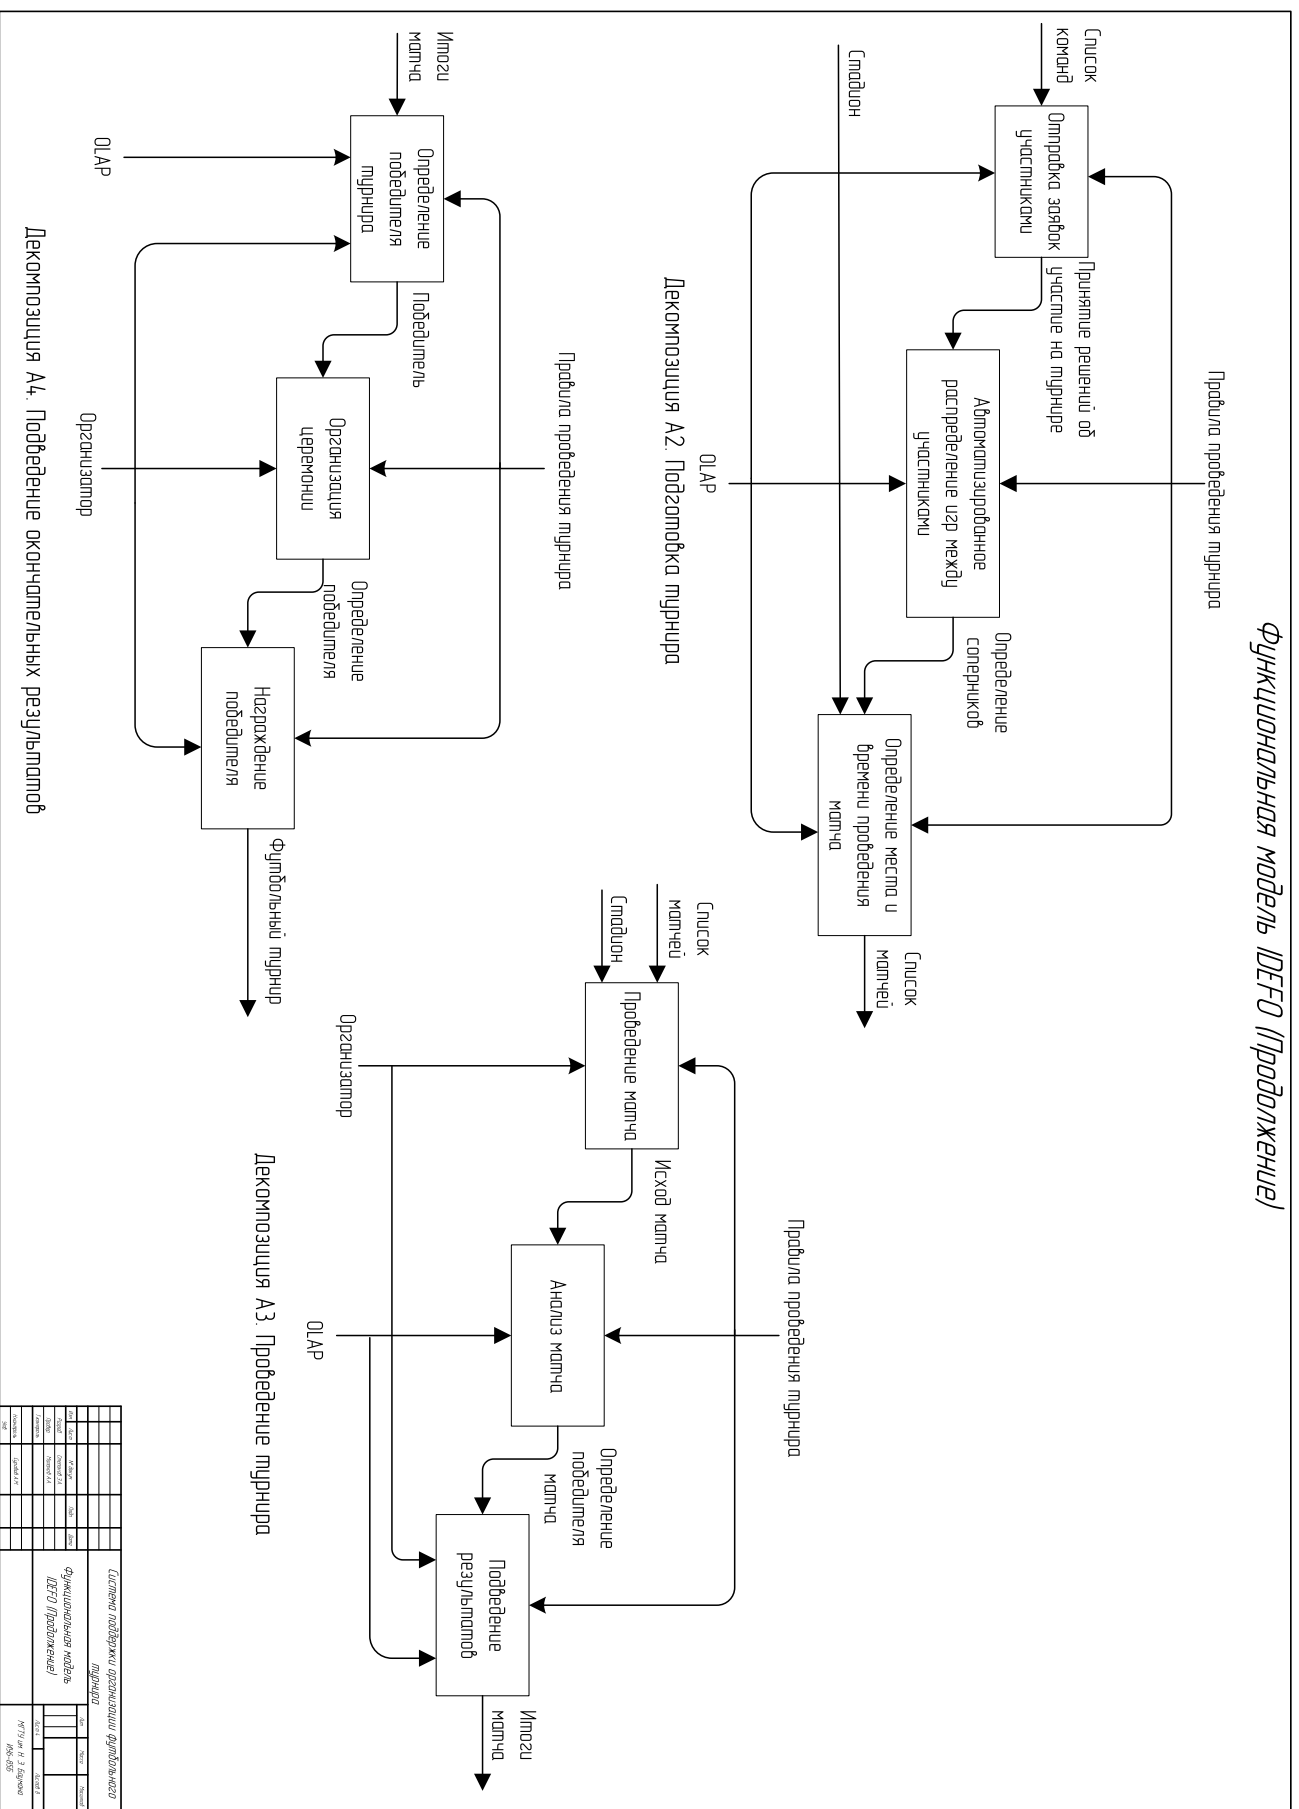 Функциональная модель IDEF0 (Продолжение)
Правила проведения турнира
Список
команд
Отправка заявок
участниками
Принятие решений об
участие на турнире
Автоматизированное
распределение игр между
участниками
Определение
соперников
Стадион
Определение места и
времени проведения
матча
Список
матчей
OLAP
Декомпозиция А2. Подготовка турнира
Правила проведения турнира
Итоги
матча
Определение
победителя
турнира
Победитель
Организация
церемонии
Определение
победителя
Награждение
победителя
Футбольный турнир
OLAP
Организатор
Декомпозиция А4. Подведение окончательных результатов
Правила проведения турнира
Список
матчей
Стадион
Проведение матча
Исход матча
Анализ матча
Определение
победителя
матча
Подведение
результатов
Итоги
матча
Организатор
OLAP
Декомпозиция А3. Проведение турнира
Система поддержки организации футбольного
турнира
Функциональная модель
IDEF0 (Продолжение)
МГТУ им. Н. Э. Баумана